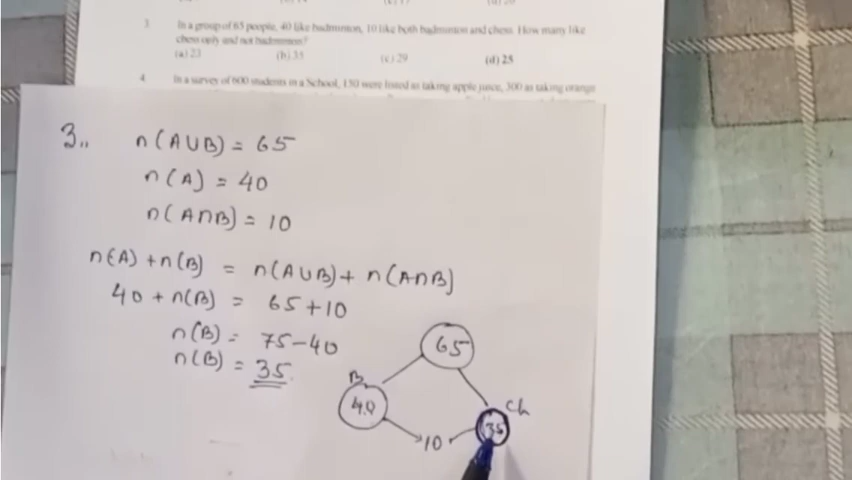 3 In a group of 65 people, 40 like badminton, 10 like both badminton and chess. How many like
chess only and not badminton?
(a) 23 (b) 35 (c) 29 (d) 25
4. In a survey of 600 students in a School, 150 were listed as taking apple juice, 300 as taking orange
3.. n(A∪B) = 65
n(A) = 40
n(A∩B) = 10
n(A) + n(B) = n(A∪B) + n(A∩B)
40 + n(B) = 65 + 10
n(B) = 75 - 40
n(B) = 35
65
B
40
Ch
35
10